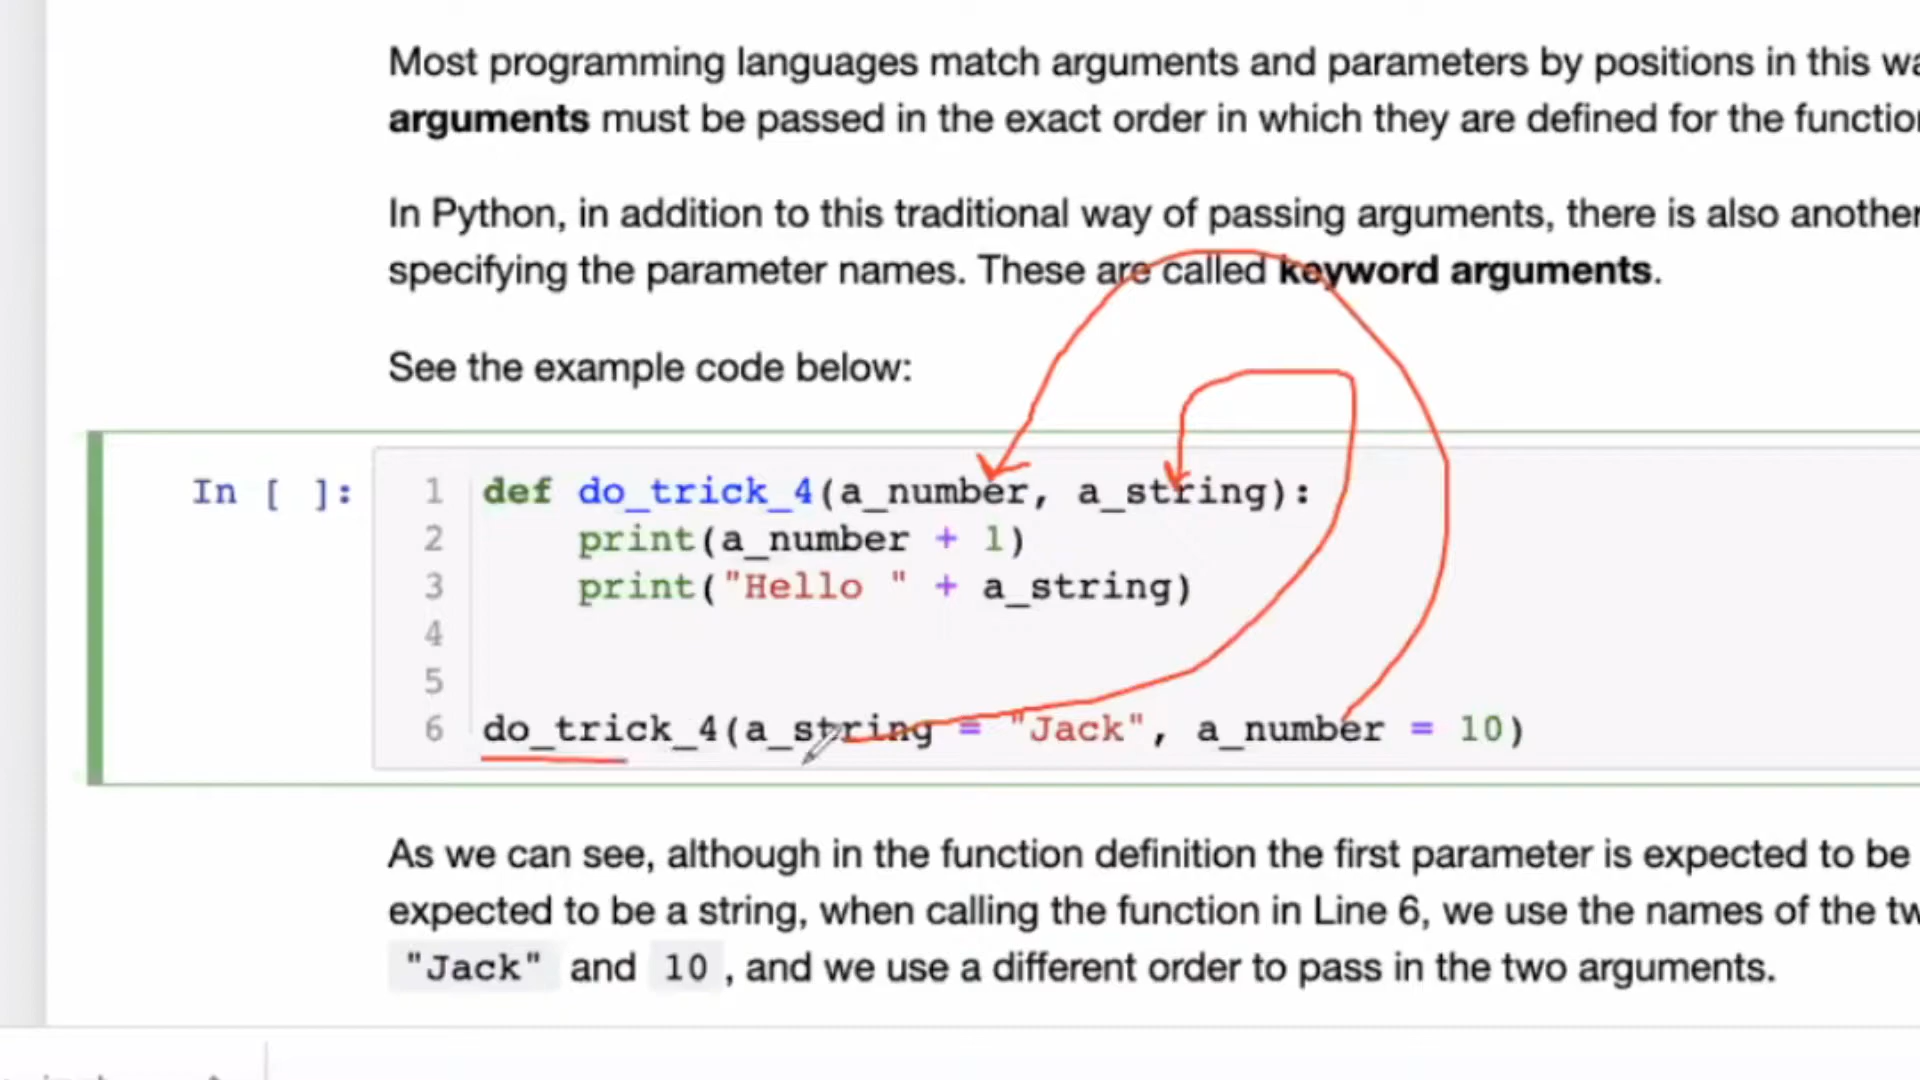 Most programming languages match arguments and parameters by positions in this
arguments must be passed in the exact order in which they are defined for the
In Python, in addition to this traditional way of passing arguments, there is also another
specifying the parameter names. These are called keyword arguments.
See the example code below:
In [ ]:
1 def do_trick_4(a_number, a_string):
2 print(a_number + 1)
3 print("Hello " + a_string)
4
5
6 do_trick_4(a_string = "Jack", a_number = 10)
As we can see, although in the function definition the first parameter is expected to be
expected to be a string, when calling the function in Line 6, we use the names of the
"Jack" and 10 , and we use a different order to pass in the two arguments.